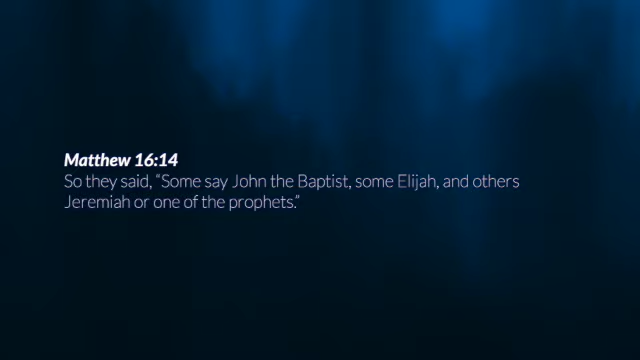 Matthew 16:14
So they said, “Some say John the Baptist, some Elijah, and others
Jeremiah or one of the prophets.”